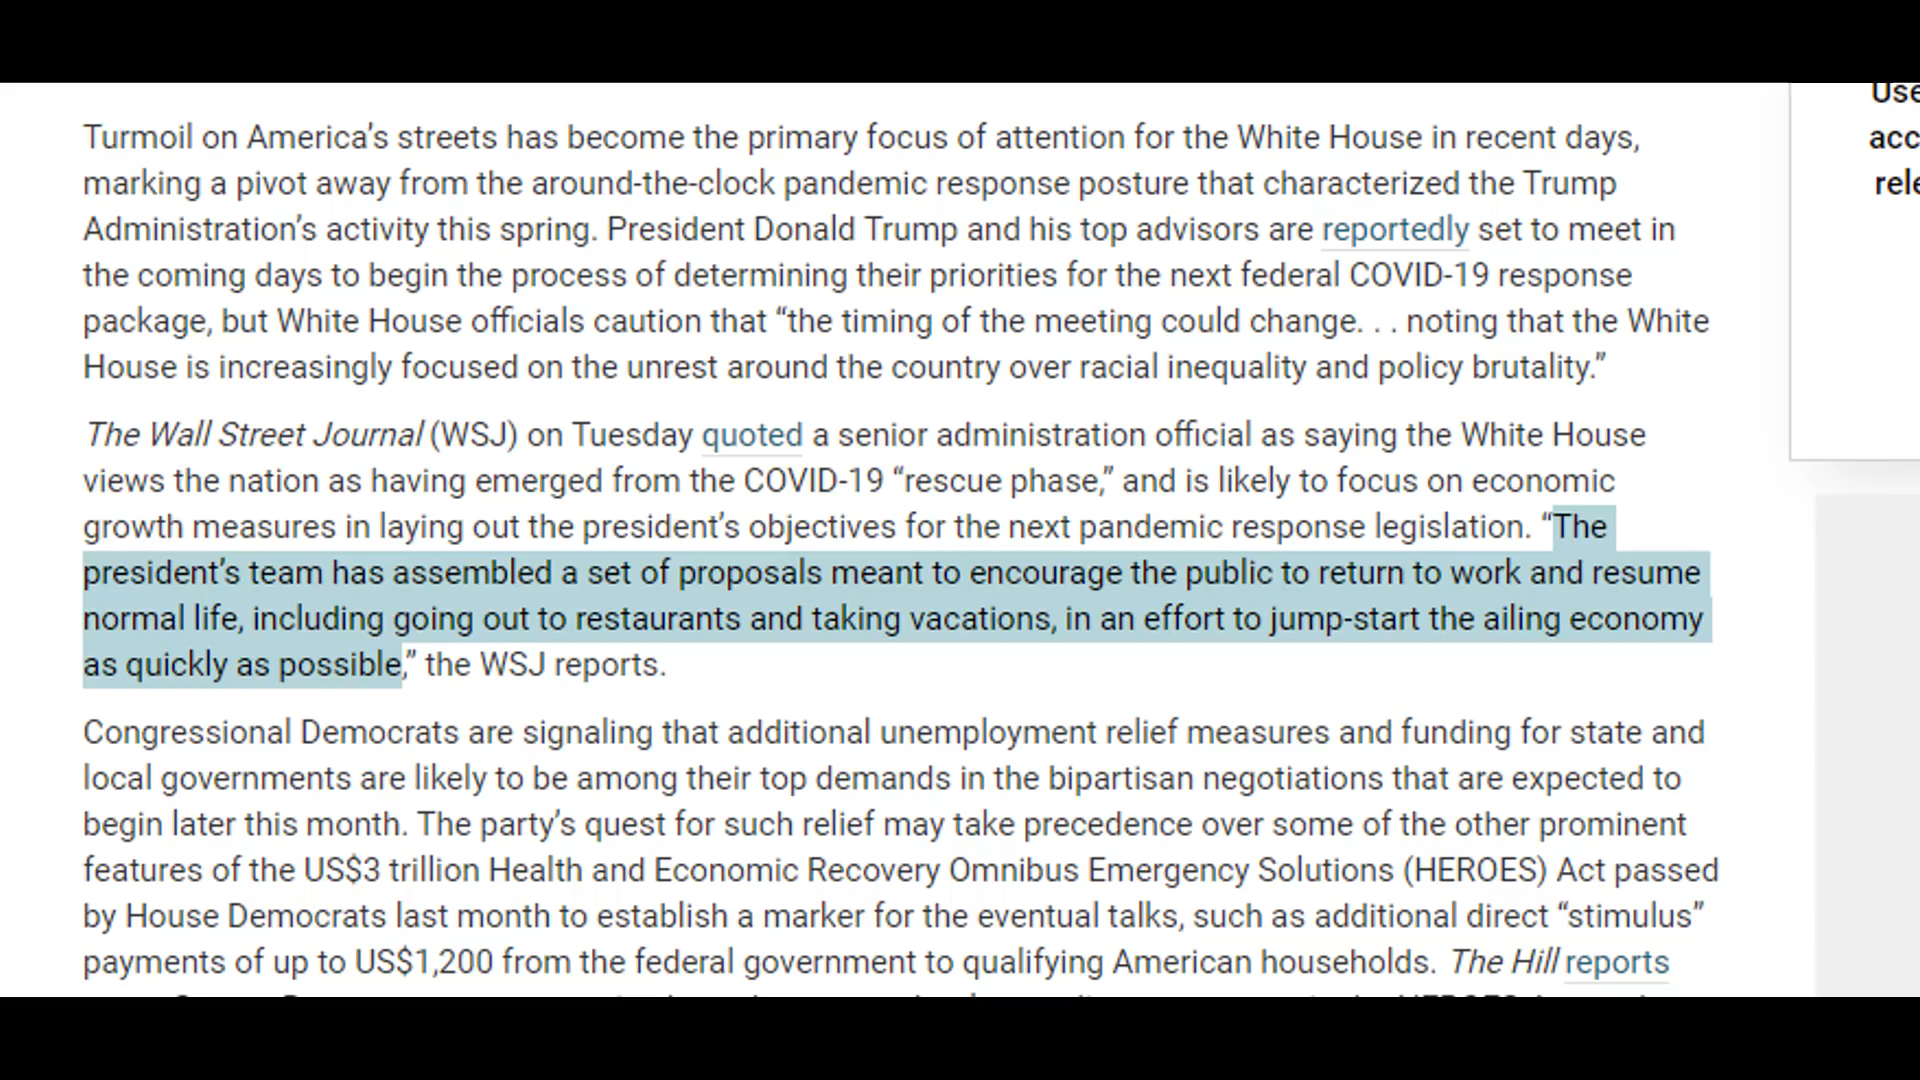 Turmoil on America’s streets has become the primary focus of attention for the White House in recent days,
marking a pivot away from the around-the-clock pandemic response posture that characterized the Trump
Administration’s activity this spring. President Donald Trump and his top advisors are reportedly set to meet in
the coming days to begin the process of determining their priorities for the next federal COVID-19 response
package, but White House officials caution that “the timing of the meeting could change. . . noting that the White
House is increasingly focused on the unrest around the country over racial inequality and policy brutality.”
The Wall Street Journal (WSJ) on Tuesday quoted a senior administration official as saying the White House
views the nation as having emerged from the COVID-19 “rescue phase,” and is likely to focus on economic
growth measures in laying out the president’s objectives for the next pandemic response legislation. “The
president’s team has assembled a set of proposals meant to encourage the public to return to work and resume
normal life, including going out to restaurants and taking vacations, in an effort to jump-start the ailing economy
as quickly as possible,” the WSJ reports.
Congressional Democrats are signaling that additional unemployment relief measures and funding for state and
local governments are likely to be among their top demands in the bipartisan negotiations that are expected to
begin later this month. The party’s quest for such relief may take precedence over some of the other prominent
features of the US$3 trillion Health and Economic Recovery Omnibus Emergency Solutions (HEROES) Act passed
by House Democrats last month to establish a marker for the eventual talks, such as additional direct “stimulus”
payments of up to US$1,200 from the federal government to qualifying American households. The Hill reports
Use
acc
rele